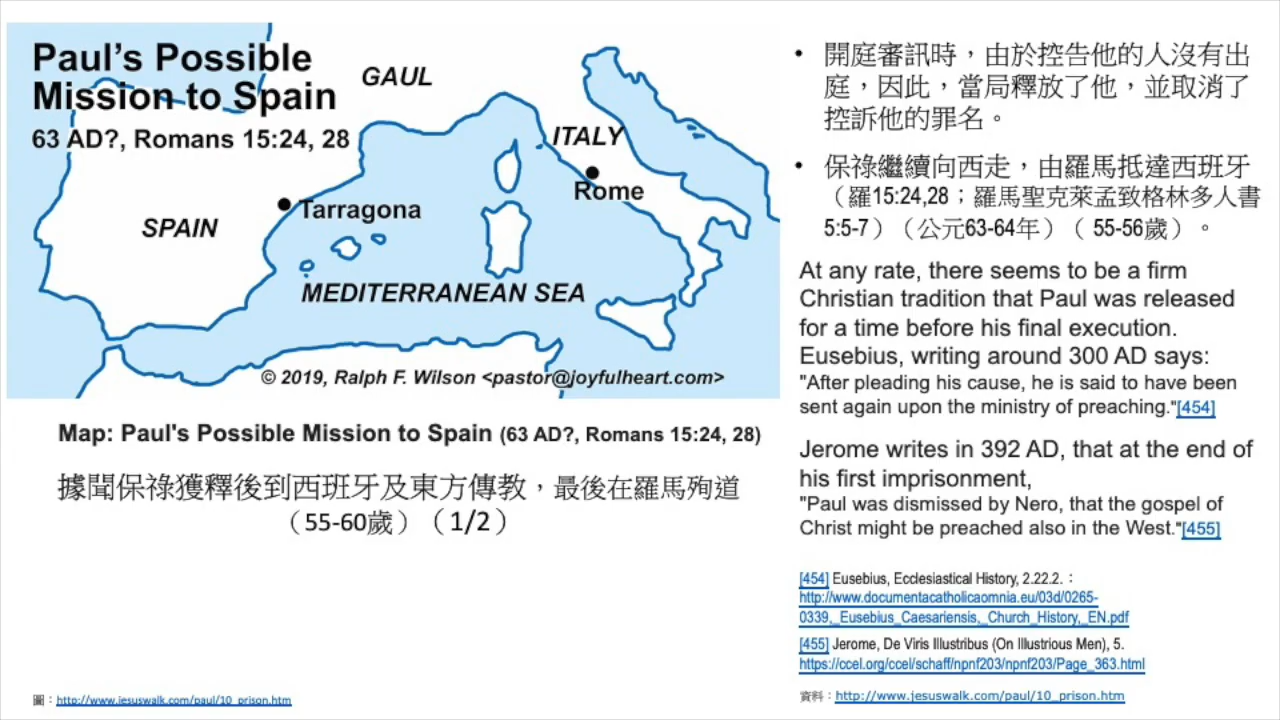 Paul's Possible
Mission to Spain
63 AD?, Romans 15:24, 28
GAUL
ITALY
Rome
Tarragona
SPAIN
MEDITERRANEAN SEA
© 2019, Ralph F. Wilson <pastor@joyfulheart.com>
Map: Paul's Possible Mission to Spain (63 AD?, Romans 15:24, 28)
據聞保祿獲釋後到西班牙及東方傳教，最後在羅馬殉道
（55-60歲）（1/2）
圖：http://www.jesuswalk.com/paul/10_prison.htm
• 開庭審訊時，由於控告他的人沒有出
庭，因此，當局釋放了他，並取消了
控訴他的罪名。
• 保祿繼續向西走，由羅馬抵達西班牙
（羅15:24,28；羅馬聖克萊孟致格林多人書
5:5-7）（公元63-64年）（ 55-56歲）。
At any rate, there seems to be a firm
Christian tradition that Paul was released
for a time before his final execution.
Eusebius, writing around 300 AD says:
"After pleading his cause, he is said to have been
sent again upon the ministry of preaching."[454]
Jerome writes in 392 AD, that at the end of
his first imprisonment,
"Paul was dismissed by Nero, that the gospel of
Christ might be preached also in the West."[455]
[454] Eusebius, Ecclesiastical History, 2.22.2.：
http://www.documentacatholicaomnia.eu/03d/0265-
0339,_Eusebius_Caesariensis,_Church_History,_EN.pdf
[455] Jerome, De Viris Illustribus (On Illustrious Men), 5.
https://ccel.org/ccel/schaff/npnf203/npnf203/Page_363.html
資料：http://www.jesuswalk.com/paul/10_prison.htm